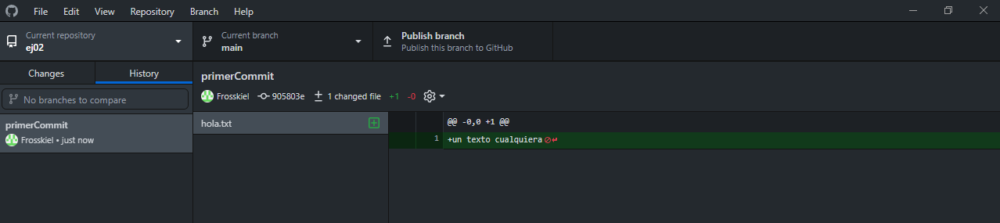 File Edit View Repository Branch Help
Current repository
ej02
Current branch
main
Publish branch
Publish this branch to GitHub
Changes History
No branches to compare
primerCommit
Frosskiel • just now
primerCommit
Frosskiel 905803e 1 changed file +1 -0
hola.txt
@@ -0,0 +1 @@
1 +un texto cualquiera